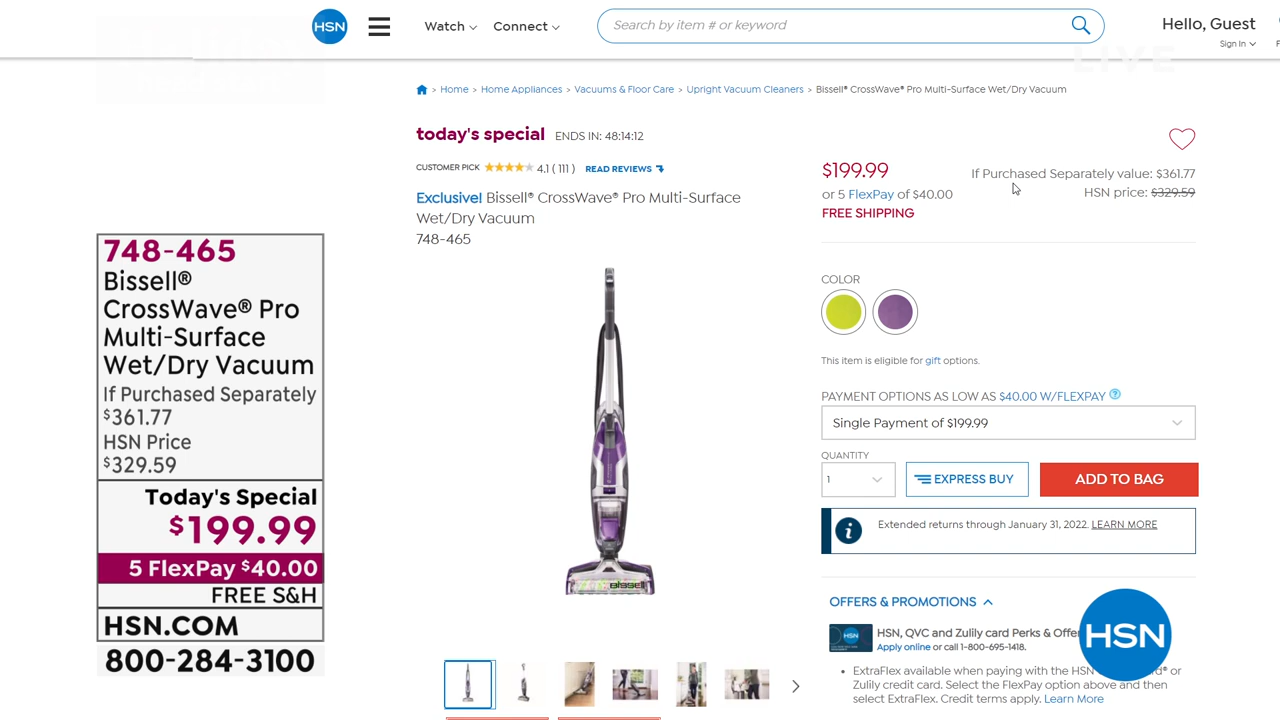 HSN
Watch
Connect
Search by item # or keyword
Hello, Guest
Sign In
LIVE
> Home > Home Appliances > Vacuums & Floor Care > Upright Vacuum Cleaners > Bissell® CrossWave® Pro Multi-Surface Wet/Dry Vacuum
today's special ENDS IN: 48:14:12
CUSTOMER PICK 4.1 ( 111 ) READ REVIEWS
Exclusive! Bissell® CrossWave® Pro Multi-Surface
Wet/Dry Vacuum
748-465
$199.99
or 5 FlexPay of $40.00
FREE SHIPPING
If Purchased Separately value: $361.77
HSN price: $329.59
COLOR
This item is eligible for gift options.
PAYMENT OPTIONS AS LOW AS $40.00 W/FLEXPAY ?
Single Payment of $199.99
QUANTITY
1
EXPRESS BUY
ADD TO BAG
i
Extended returns through January 31, 2022. LEARN MORE
OFFERS & PROMOTIONS
HSN
HSN, QVC and Zulily card Perks & Offe
Apply online or call 1-800-695-1418.
• ExtraFlex available when paying with the HSN
d® or
Zulily credit card. Select the FlexPay option above and then
select ExtraFlex. Credit terms apply. Learn More
HSN
BISSELL
748-465
Bissell®
CrossWave® Pro
Multi-Surface
Wet/Dry Vacuum
If Purchased Separately
$361.77
HSN Price
$329.59
Today's Special
$199.99
5 FlexPay $40.00
FREE S&H
HSN.COM
800-284-3100